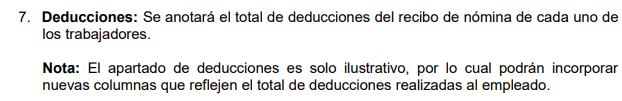 7. Deducciones: Se anotará el total de deducciones del recibo de nómina de cada uno de
los trabajadores.
Nota: El apartado de deducciones es solo ilustrativo, por lo cual podrán incorporar
nuevas columnas que reflejen el total de deducciones realizadas al empleado.